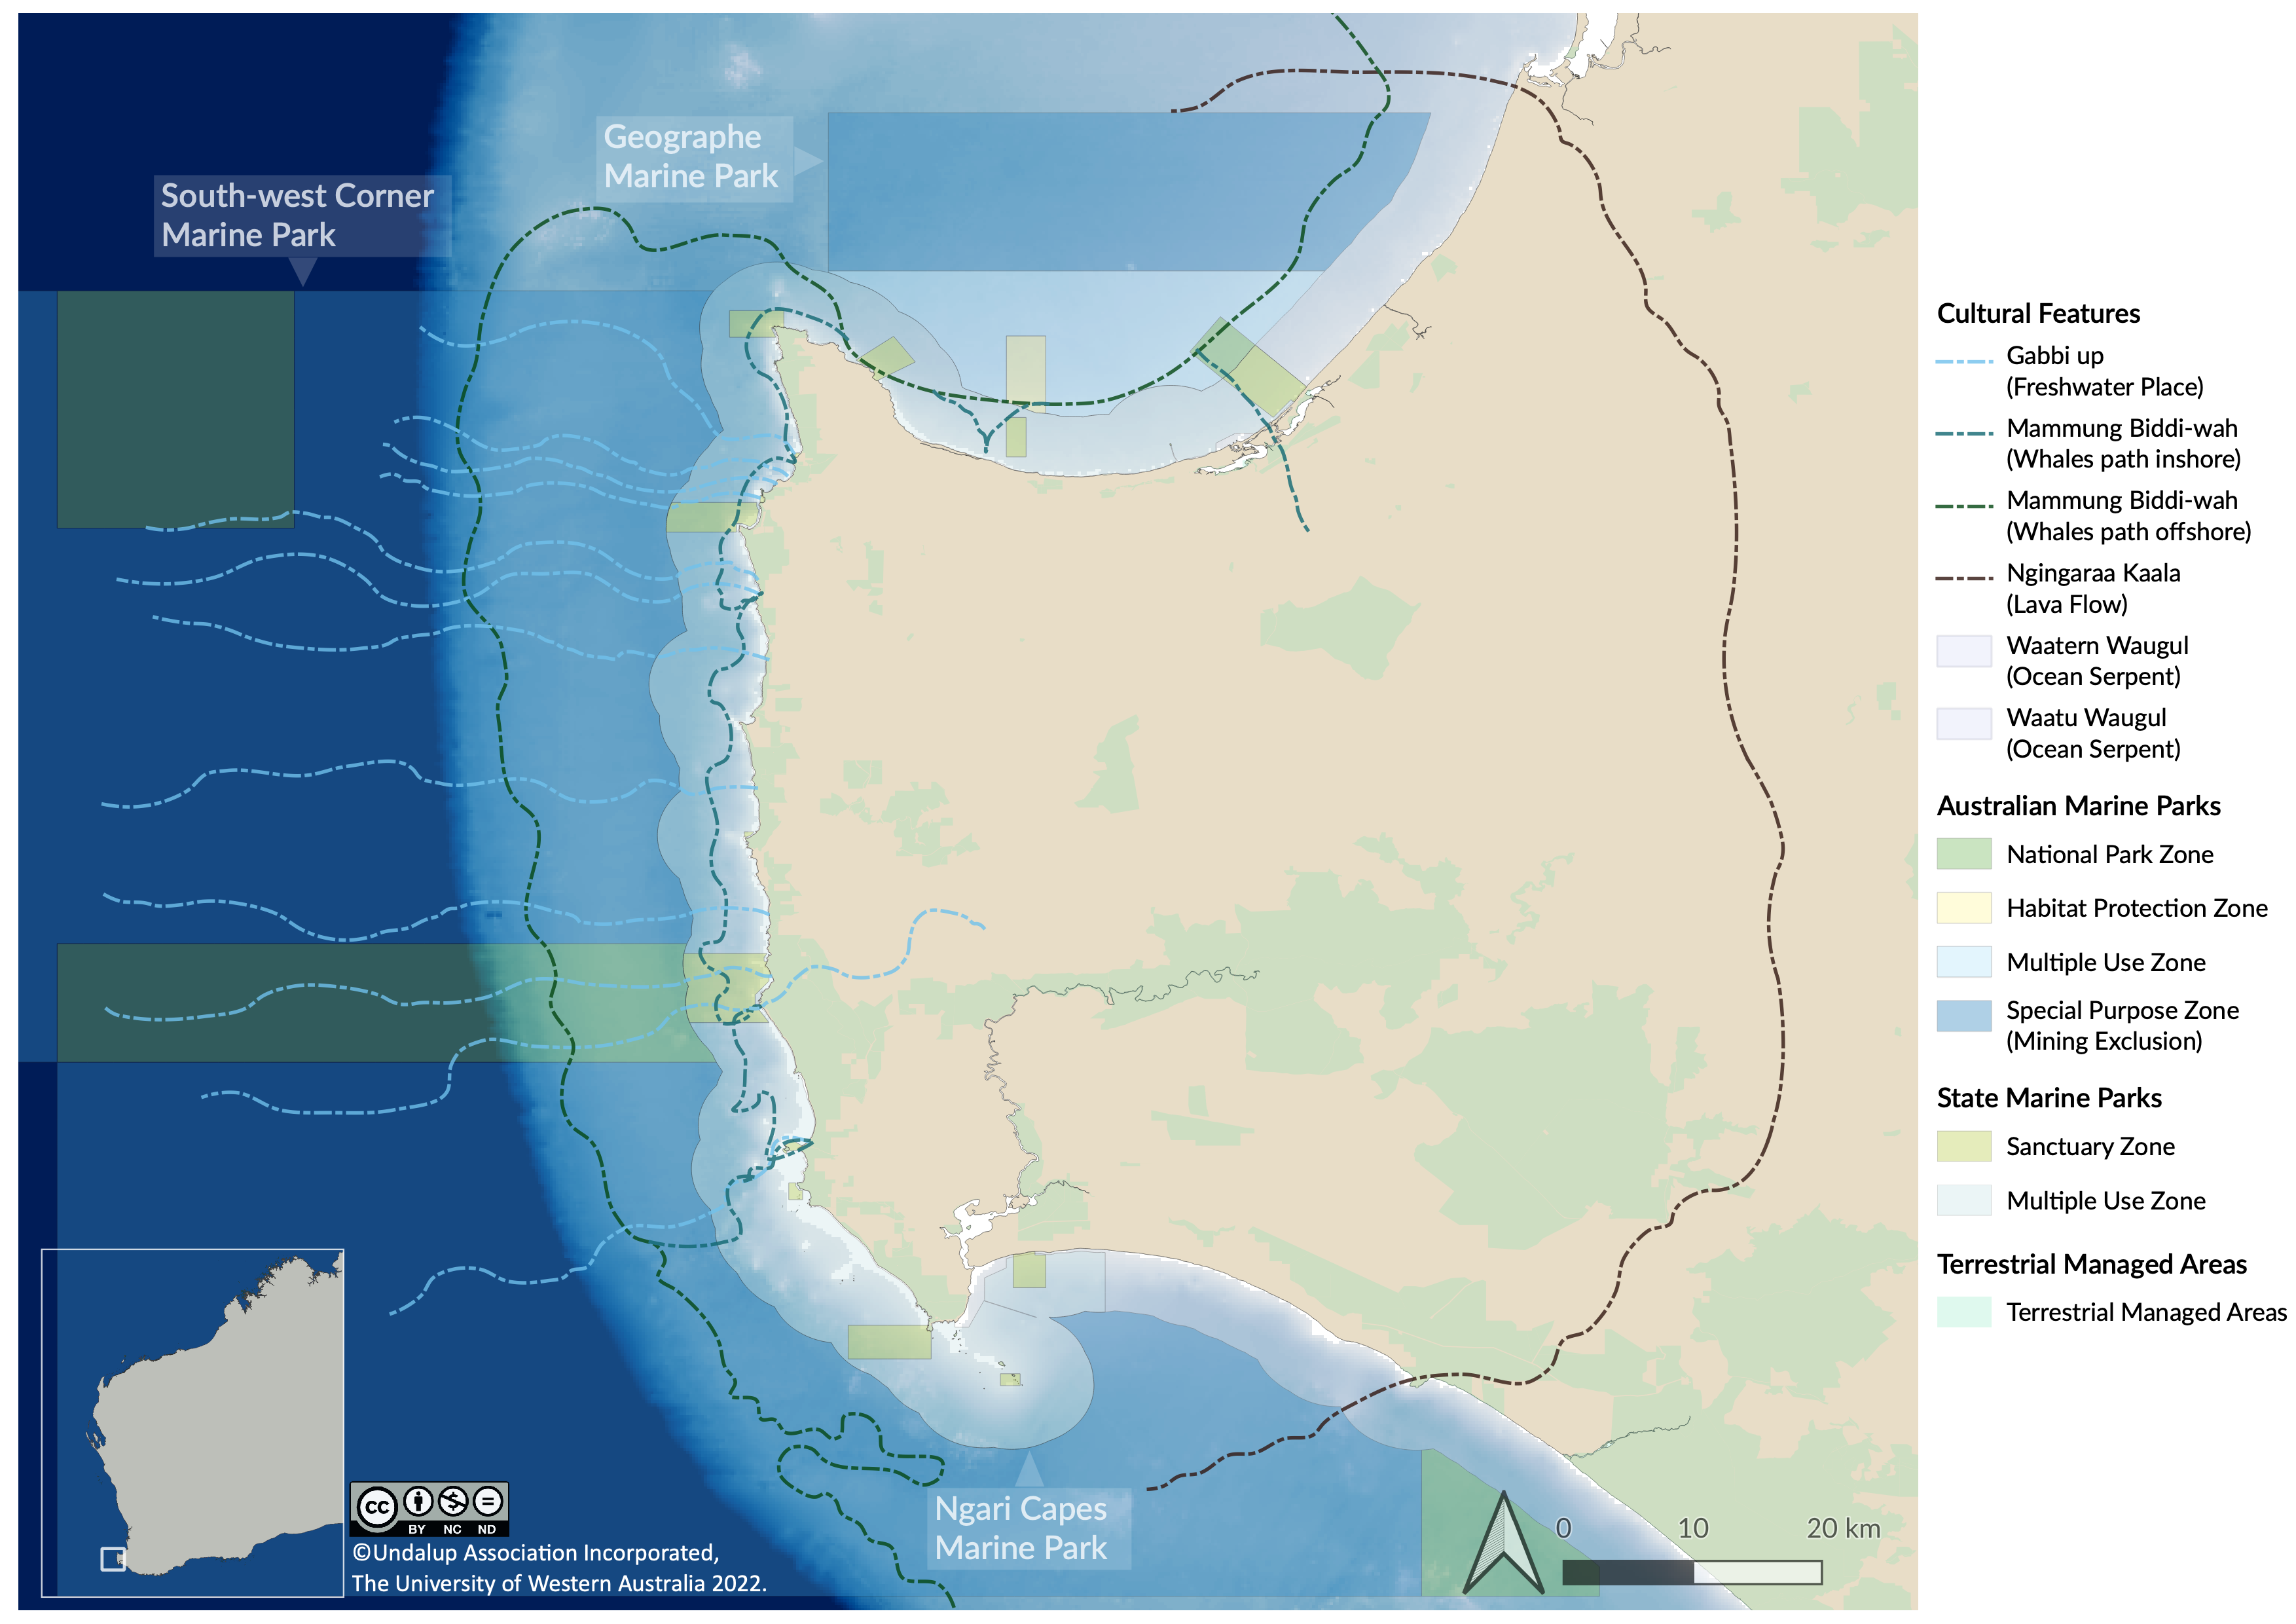 Geographe
Marine Park
South-west Corner
Marine Park
Ngari Capes
Marine Park
0 10 20 km
cc
BY NC ND
©Undalup Association Incorporated,
The University of Western Australia 2022.
Cultural Features
Gabbi up
(Freshwater Place)
Mammung Biddi-wah
(Whales path inshore)
Mammung Biddi-wah
(Whales path offshore)
Ngingaraa Kaala
(Lava Flow)
Waatern Waugul
(Ocean Serpent)
Waatu Waugul
(Ocean Serpent)
Australian Marine Parks
National Park Zone
Habitat Protection Zone
Multiple Use Zone
Special Purpose Zone
(Mining Exclusion)
State Marine Parks
Sanctuary Zone
Multiple Use Zone
Terrestrial Managed Areas
Terrestrial Managed Areas